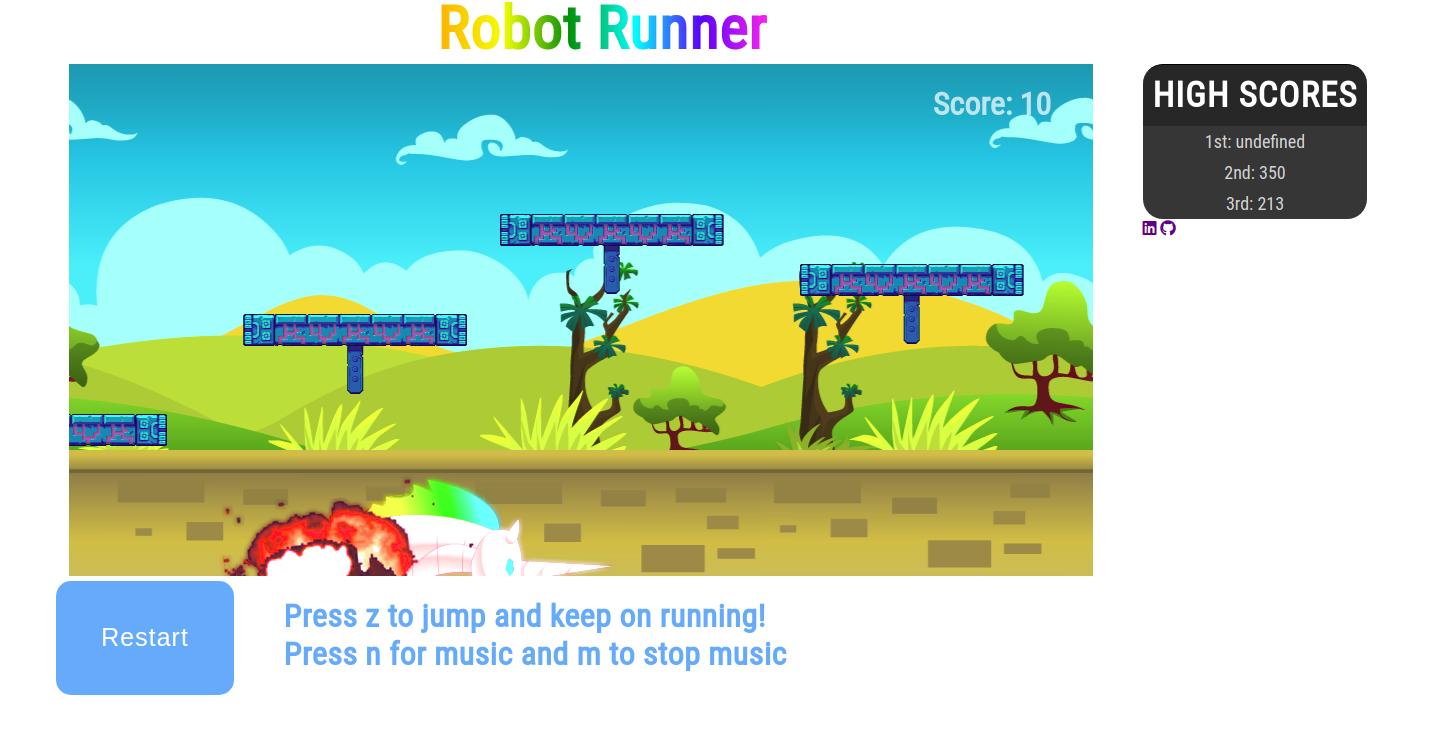 Robot Runner
Score: 10
HIGH SCORES
1st: undefined
2nd: 350
3rd: 213
Restart
Press z to jump and keep on running!
Press n for music and m to stop music